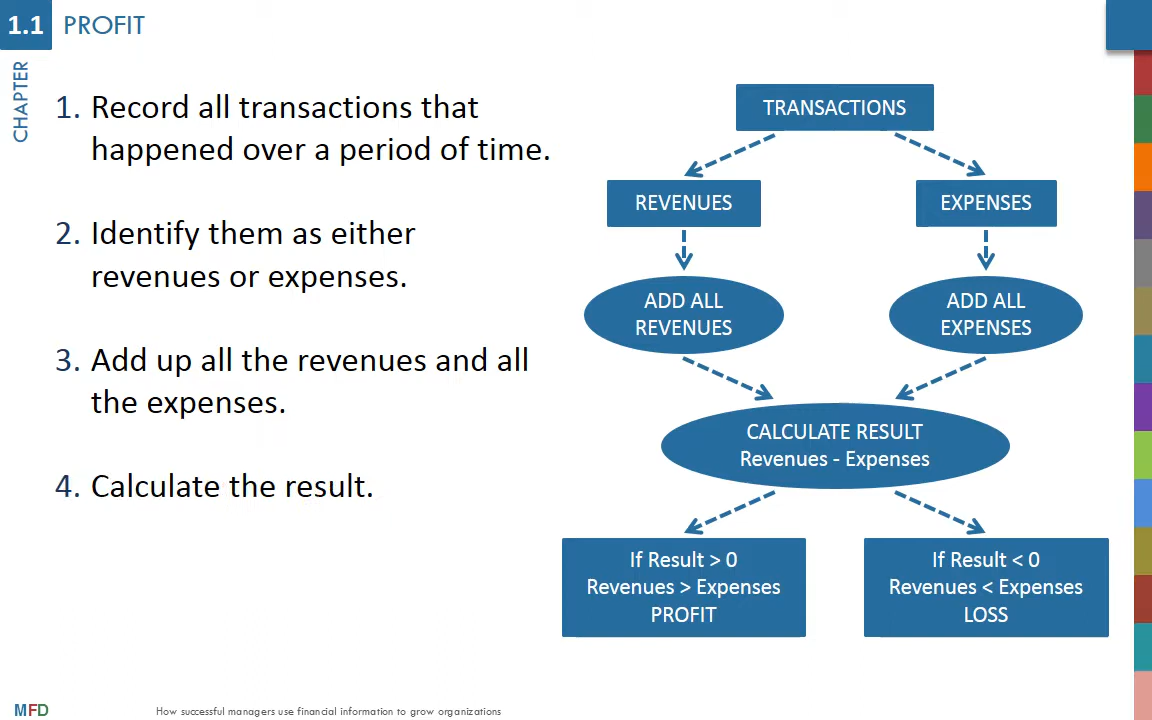 1.1 PROFIT
CHAPTER
1. Record all transactions that
happened over a period of time.
2. Identify them as either
revenues or expenses.
3. Add up all the revenues and all
the expenses.
4. Calculate the result.
TRANSACTIONS
REVENUES
EXPENSES
ADD ALL
REVENUES
ADD ALL
EXPENSES
CALCULATE RESULT
Revenues - Expenses
If Result > 0
Revenues > Expenses
PROFIT
If Result < 0
Revenues < Expenses
LOSS
MFD
How successful managers use financial information to grow organizations